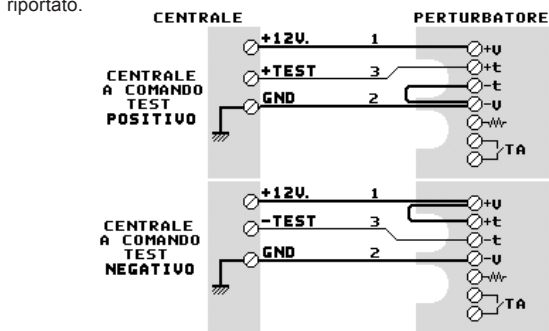 riportato.
CENTRALE PERTURBATORE
+12V. 1 +V
+TEST 3 +t
-t
GND 2 -V
CENTRALE
A COMANDO
TEST
POSITIVO
TA
+12V. 1 +V
+t
-TEST 3 -t
GND 2 -V
CENTRALE
A COMANDO
TEST
NEGATIVO
TA